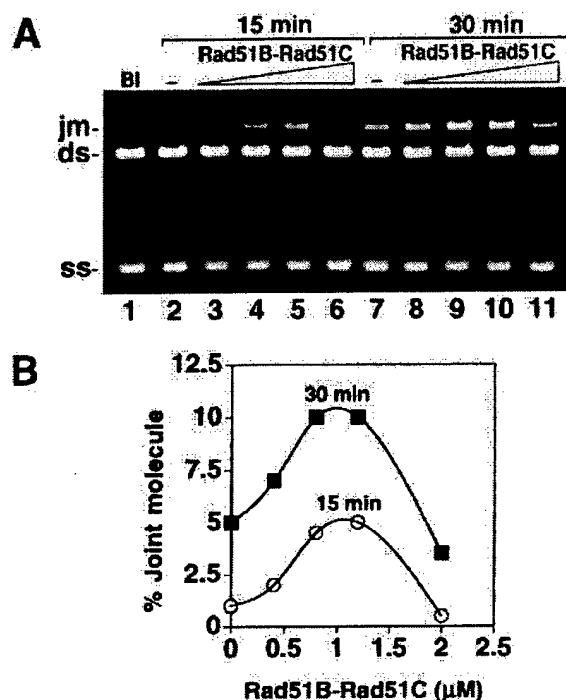 A
15 min 30 min
Rad51B-Rad51C Rad51B-Rad51C
Bl – –
jm-
ds-
ss-
1 2 3 4 5 6 7 8 9 10 11
B
12.5
10
7.5
5
2.5
0
% Joint molecule
30 min
15 min
0 0.5 1 1.5 2 2.5
Rad51B-Rad51C (µM)